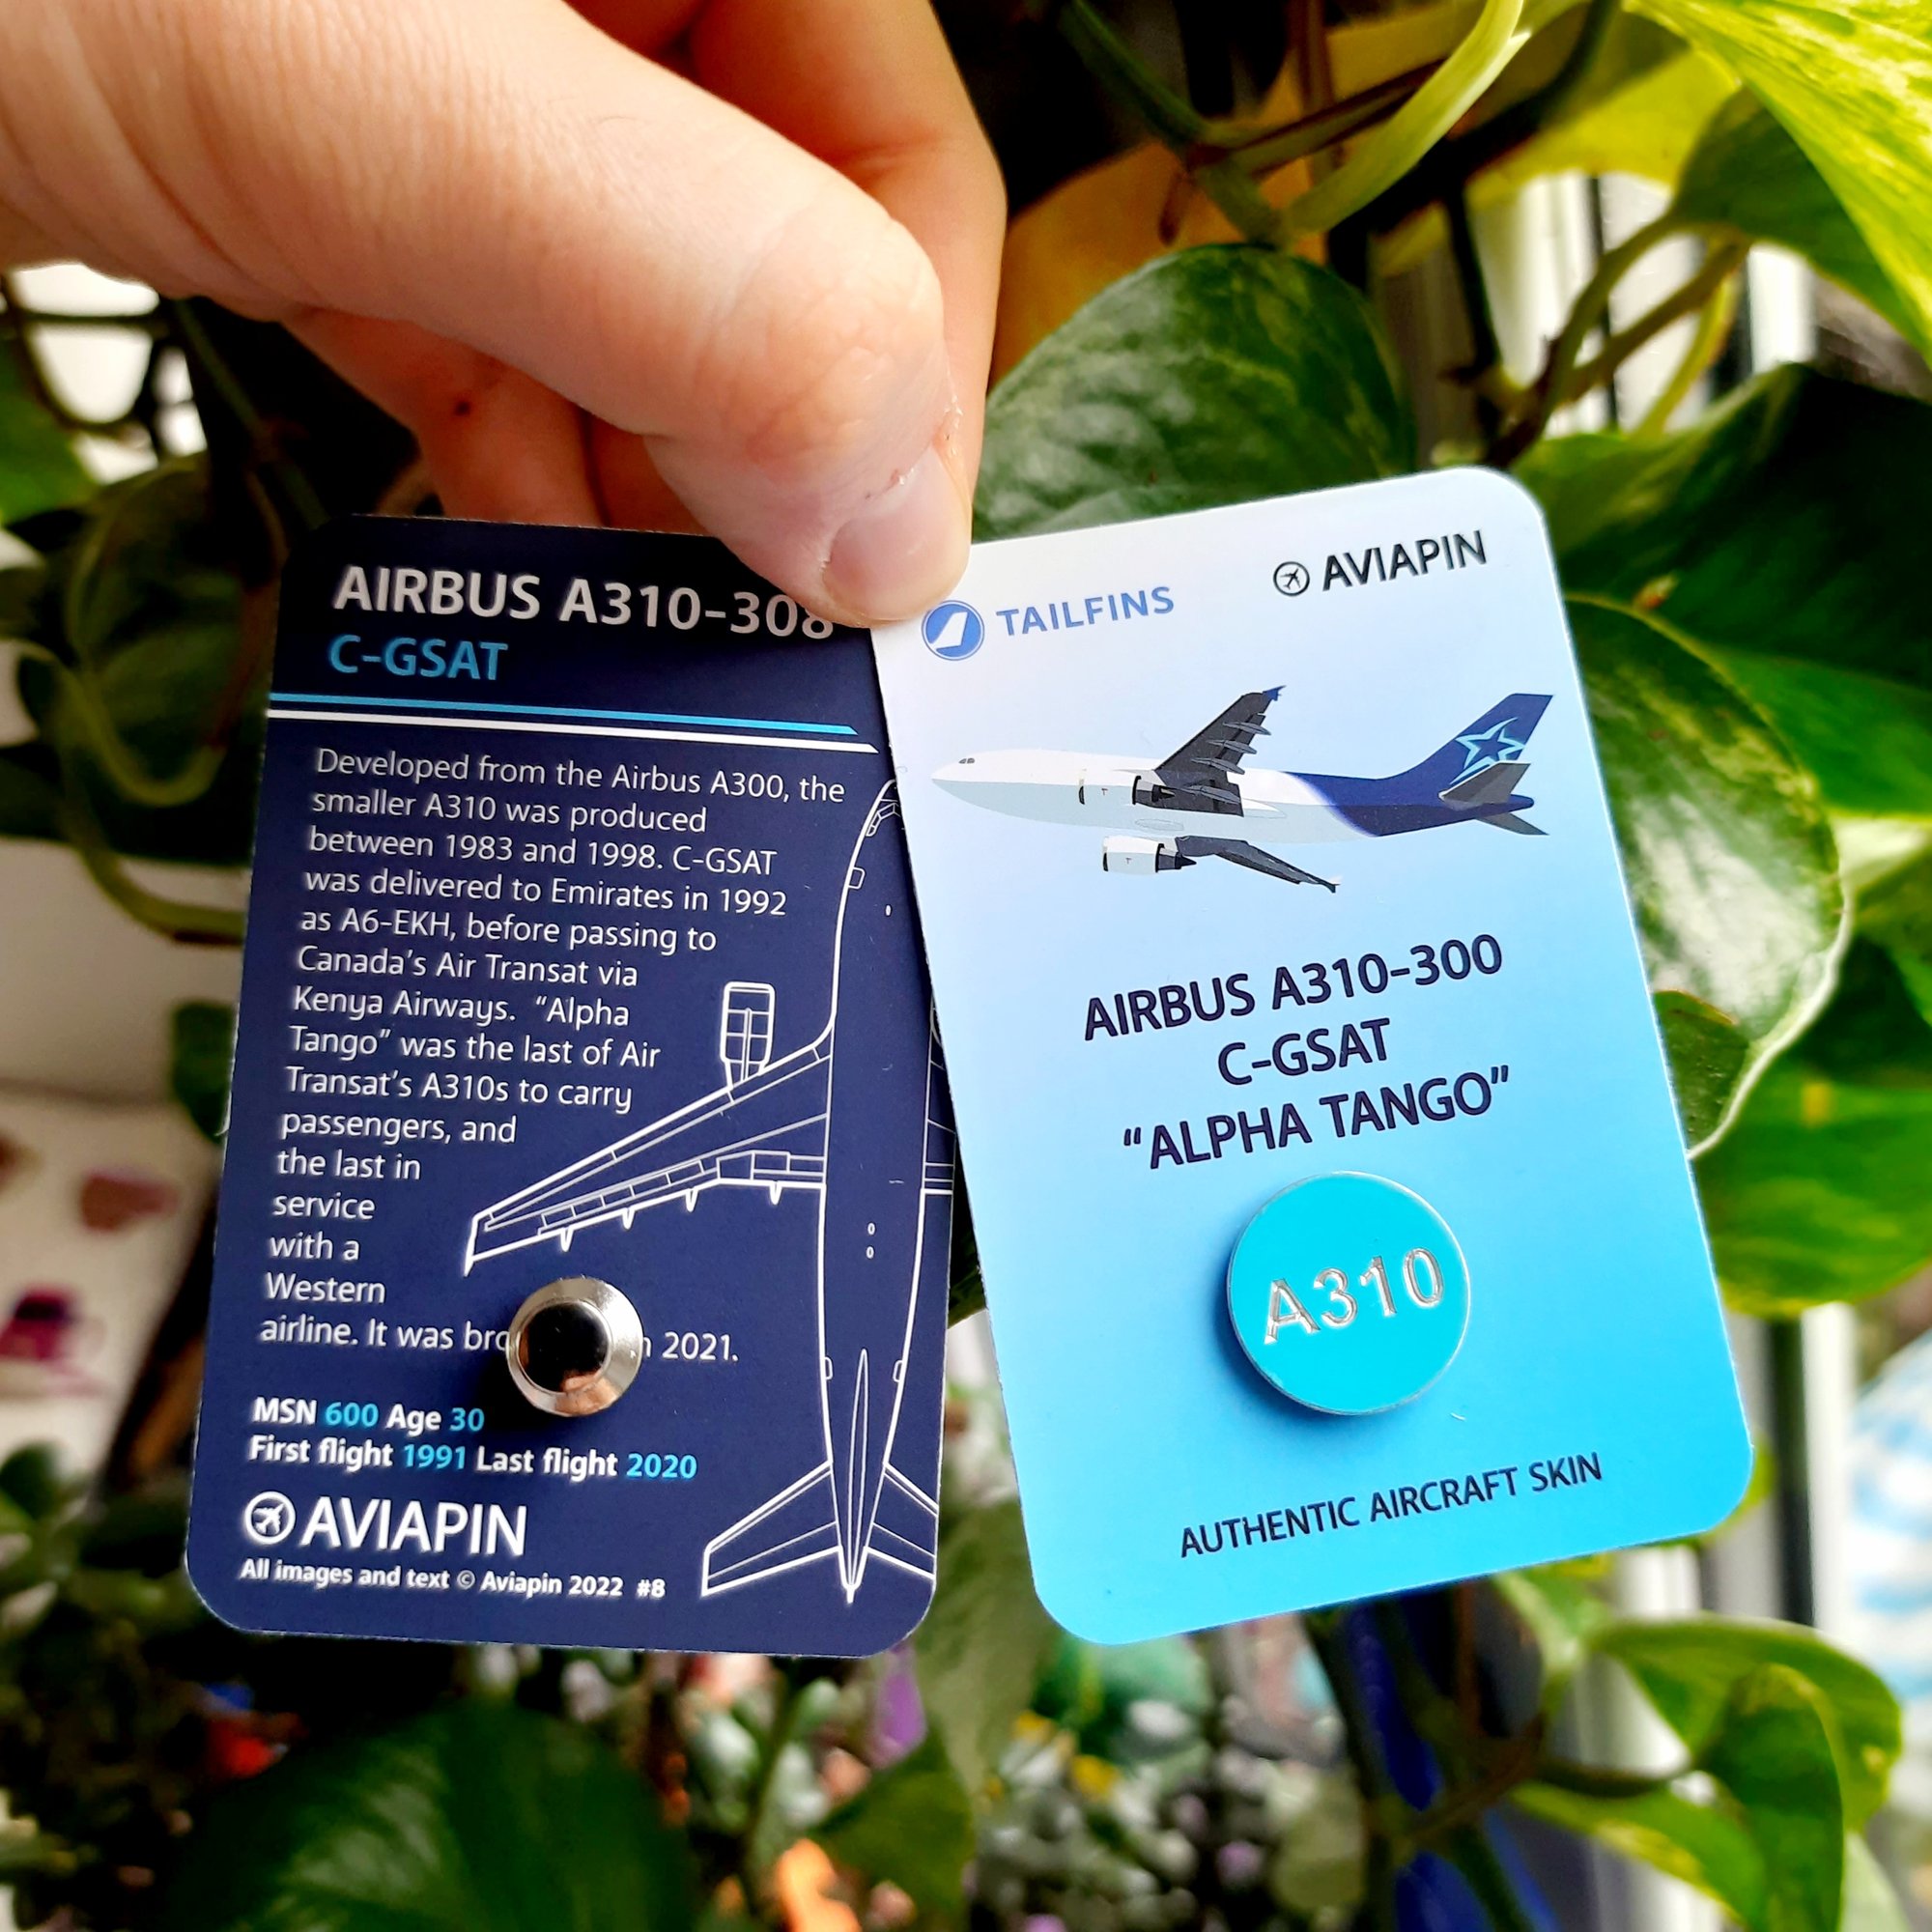 AIRBUS A310-308
C-GSAT
Developed from the Airbus A300, the
smaller A310 was produced
between 1983 and 1998. C-GSAT
was delivered to Emirates in 1992
as A6-EKH, before passing to
Canada's Air Transat via
Kenya Airways. “Alpha
Tango” was the last of Air
Transat's A310s to carry
passengers, and
the last in
service
with a
Western
airline. It was 2021.
MSN 600 Age 30
First flight 1991 Last flight 2020
AVIAPIN
All images and text © Aviapin 2022 #8
TAILFINS
AVIAPIN
AIRBUS A310-300
C-GSAT
“ALPHA TANGO”
A310
AUTHENTIC AIRCRAFT SKIN